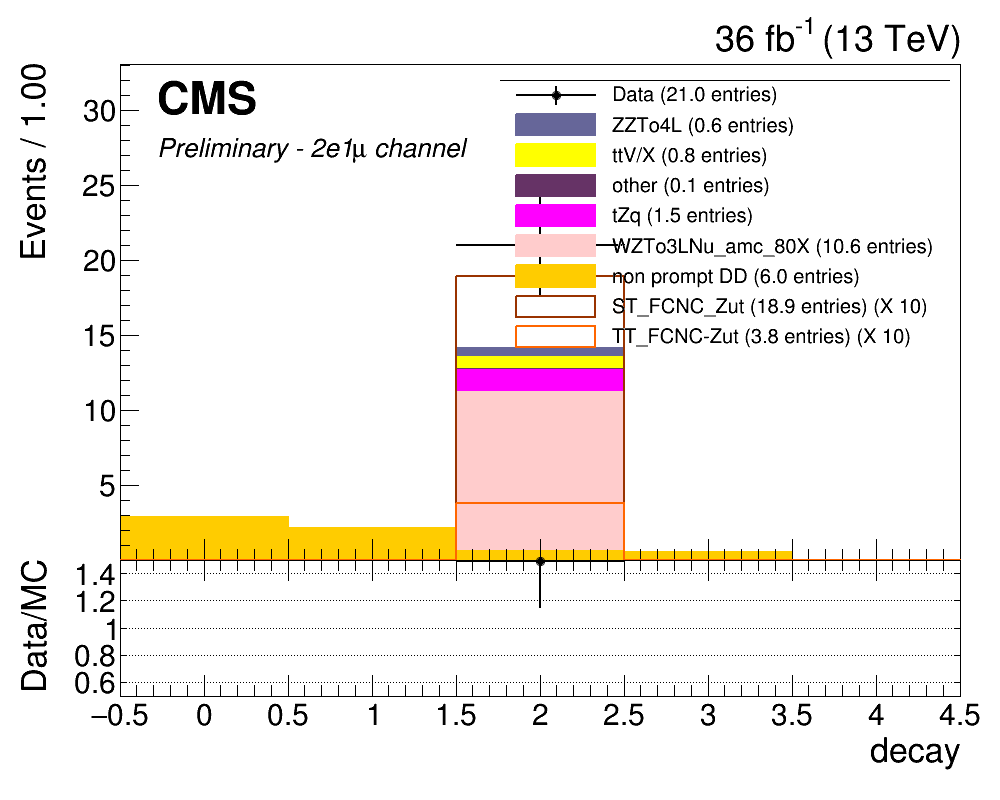 36 fb-1 (13 TeV)
CMS
Preliminary - 2e1μ channel
Data (21.0 entries)
ZZTo4L (0.6 entries)
ttV/X (0.8 entries)
other (0.1 entries)
tZq (1.5 entries)
WZTo3LNu_amc_80X (10.6 entries)
non prompt DD (6.0 entries)
ST_FCNC_Zut (18.9 entries) (X 10)
TT_FCNC-Zut (3.8 entries) (X 10)
Events / 1.00
30
25
20
15
10
5
Data/MC
1.4
1.2
1
0.8
0.6
−0.5 0 0.5 1 1.5 2 2.5 3 3.5 4 4.5
decay